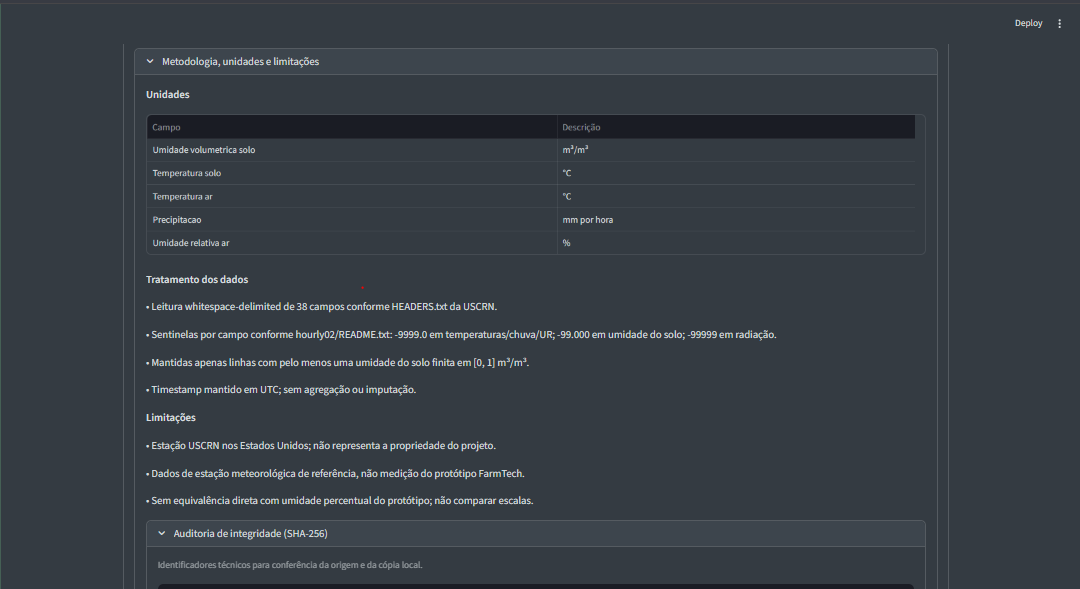 Deploy
Metodologia, unidades e limitações
Unidades
Campo Descrição
Umidade volumetrica solo m³/m³
Temperatura solo °C
Temperatura ar °C
Precipitacao mm por hora
Umidade relativa ar %
Tratamento dos dados
• Leitura whitespace-delimited de 38 campos conforme HEADERS.txt da USCRN.
• Sentinelas por campo conforme hourly02/README.txt: -9999.0 em temperaturas/chuva/UR; -99.000 em umidade do solo; -99999 em radiação.
• Mantidas apenas linhas com pelo menos uma umidade do solo finita em [0, 1] m³/m³.
• Timestamp mantido em UTC; sem agregação ou imputação.
Limitações
• Estação USCRN nos Estados Unidos; não representa a propriedade do projeto.
• Dados de estação meteorológica de referência, não medição do protótipo FarmTech.
• Sem equivalência direta com umidade percentual do protótipo; não comparar escalas.
Auditoria de integridade (SHA-256)
Identificadores técnicos para conferência da origem e da cópia local.